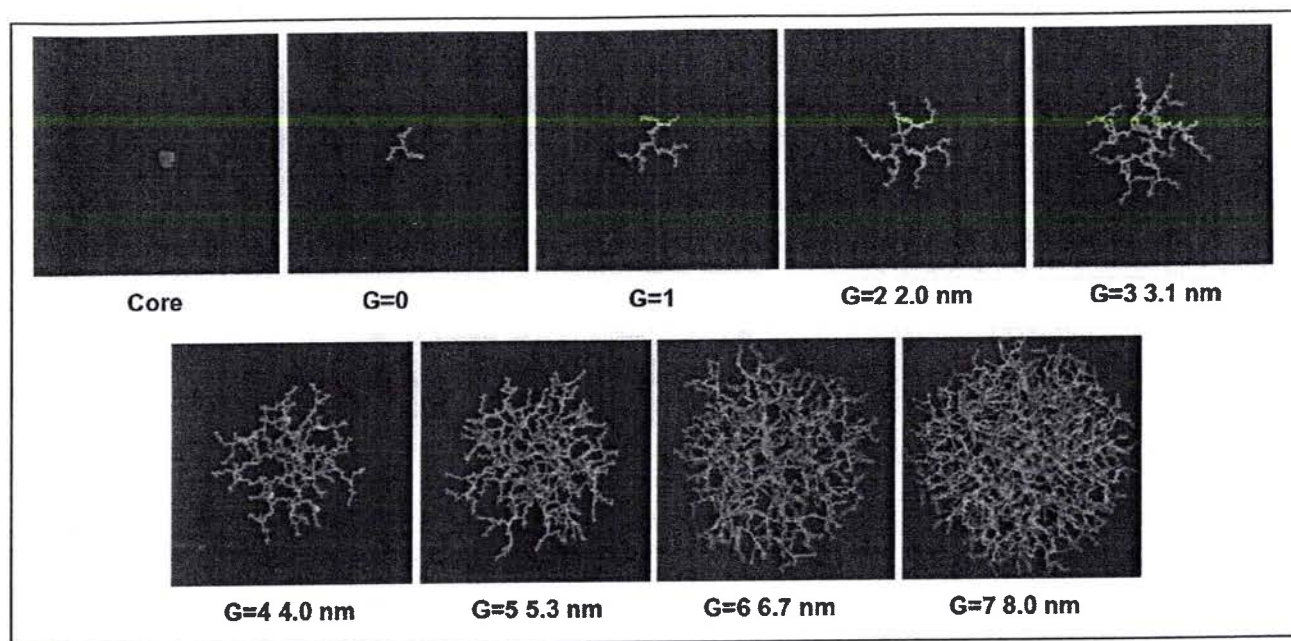 Core
G=0
G=1
G=2 2.0 nm
G=3 3.1 nm
G=4 4.0 nm
G=5 5.3 nm
G=6 6.7 nm
G=7 8.0 nm